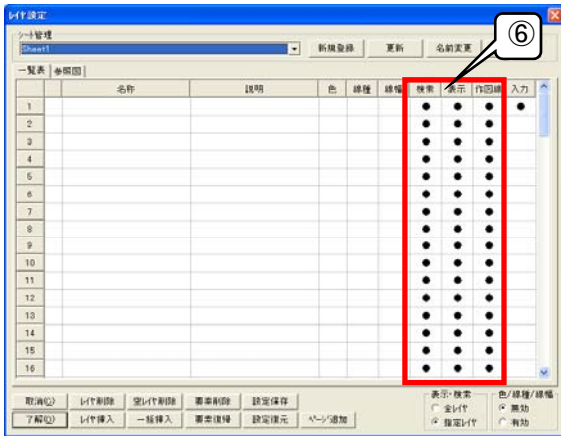 ﾚｲﾔ設定
ｼｰﾄ管理
Sheet1
新規登録
更新
名前変更
⑥
一覧表
参照図
名称
説明
色
線種
線幅
検索
表示
作図線
入力
1
2
3
4
5
6
7
8
9
10
11
12
13
14
15
16
取消(C)
ﾚｲﾔ削除
空ﾚｲﾔ削除
要素削除
設定保存
了解(O)
ﾚｲﾔ挿入
一括挿入
要素復帰
設定復元
ﾍﾟｰｼﾞ追加
表示・検索
全ﾚｲﾔ
指定ﾚｲﾔ
色/線種/線幅
無効
有効